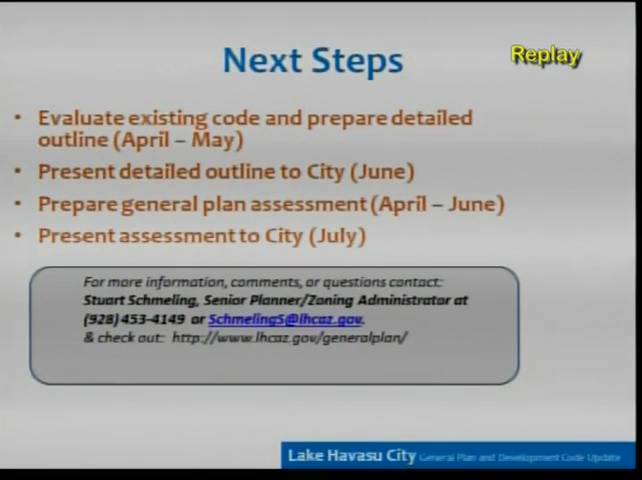 Next Steps
Replay
• Evaluate existing code and prepare detailed
outline (April – May)
• Present detailed outline to City (June)
• Prepare general plan assessment (April – June)
• Present assessment to City (July)
For more information, comments, or questions contact:
Stuart Schmeling, Senior Planner/Zoning Administrator at
(928) 453-4149 or SchmelingS@lhcaz.gov.
& check out: http://www.lhcaz.gov/generalplan/
Lake Havasu City General Plan and Development Code Update